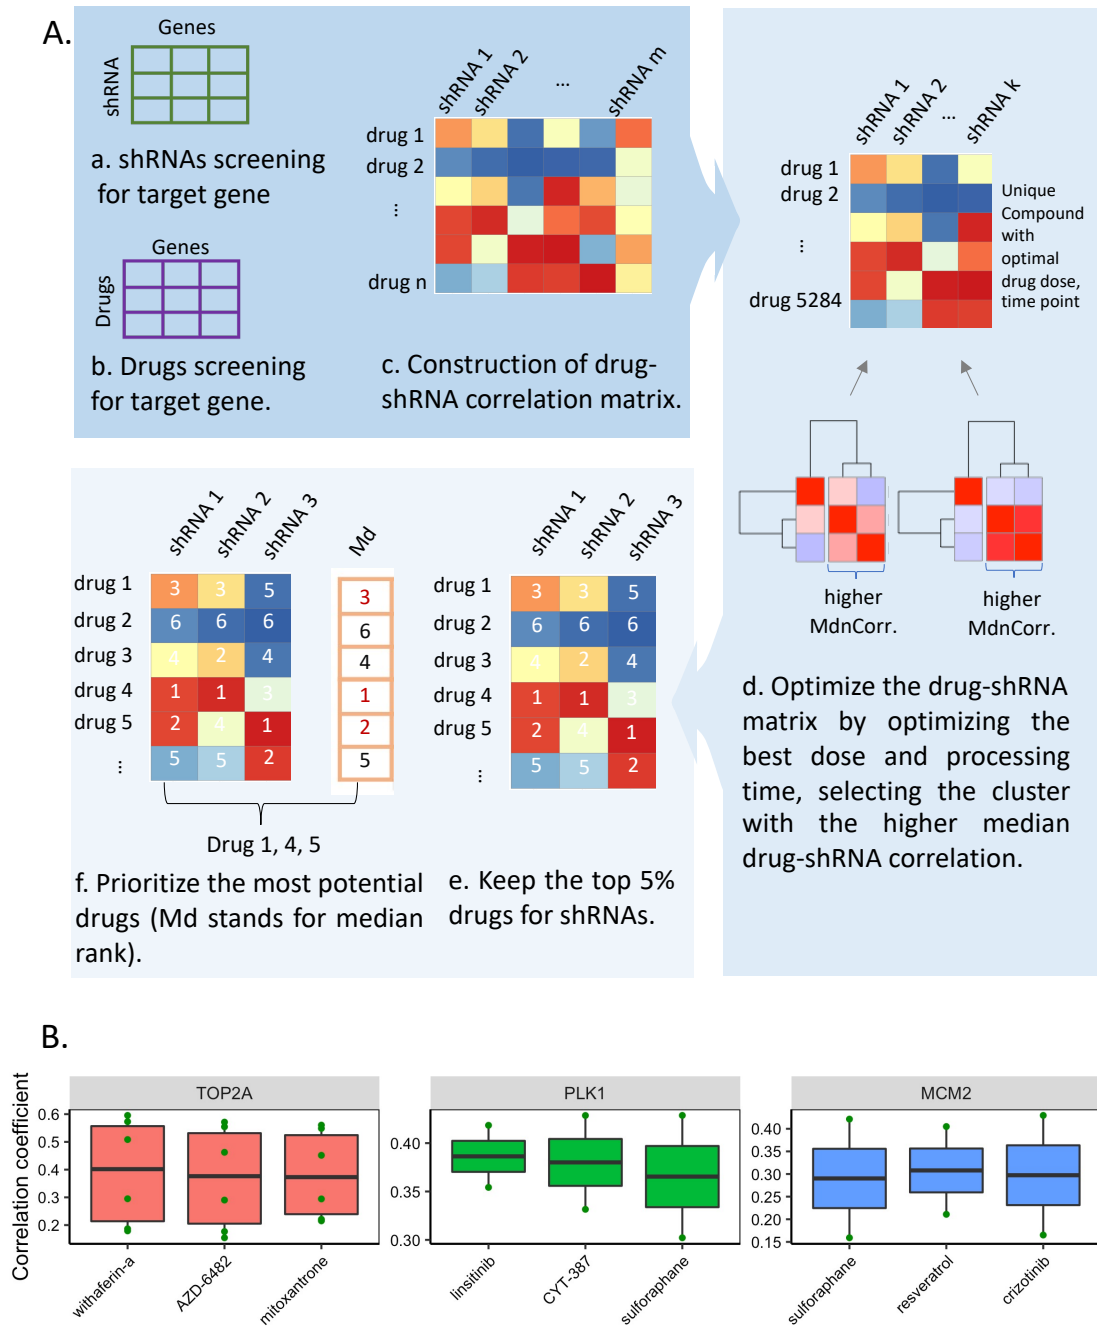 A.
Genes
shRNA
a. shRNAs screening
for target gene
Genes
Drugs
b. Drugs screening
for target gene.
shRNA 1
shRNA 2
...
shRNA m
drug 1
drug 2
...
drug n
c. Construction of drug-
shRNA correlation matrix.
shRNA 1
shRNA 2
...
shRNA k
drug 1
drug 2
...
drug 5284
Unique
Compound
with
optimal
drug dose,
time point
higher
MdnCorr.
higher
MdnCorr.
d. Optimize the drug-shRNA
matrix by optimizing the
best dose and processing
time, selecting the cluster
with the higher median
drug-shRNA correlation.
shRNA 1
shRNA 2
shRNA 3
drug 1 3 3 5
drug 2 6 6 6
drug 3 4 2 4
drug 4 1 1 3
drug 5 2 4 1
... 5 5 2
e. Keep the top 5%
drugs for shRNAs.
shRNA 1
shRNA 2
shRNA 3
Md
drug 1 3 3 5 3
drug 2 6 6 6 6
drug 3 4 2 4 4
drug 4 1 1 3 1
drug 5 2 4 1 2
... 5 5 2 5
Drug 1, 4, 5
f. Prioritize the most potential
drugs (Md stands for median
rank).
B.
Correlation coefficient
TOP2A
0.6
0.5
0.4
0.3
0.2
withaferin-a
AZD-6482
mitoxantrone
PLK1
0.40
0.35
0.30
linsitinib
CYT-387
sulforaphane
MCM2
0.40
0.35
0.30
0.25
0.20
0.15
sulforaphane
resveratrol
crizotinib